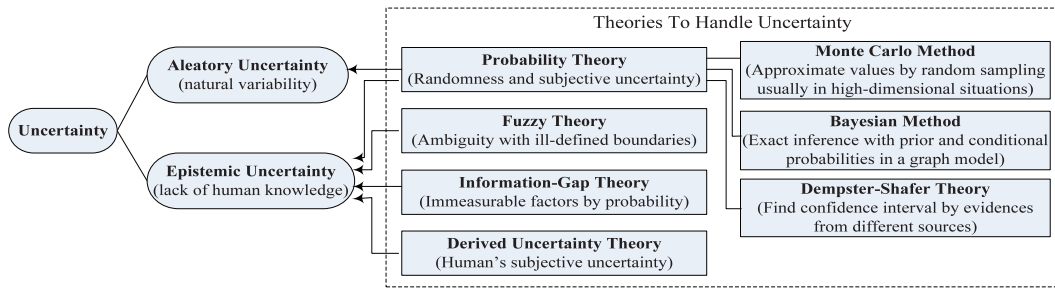 Theories To Handle Uncertainty
Uncertainty
Aleatory Uncertainty
(natural variability)
Epistemic Uncertainty
(lack of human knowledge)
Probability Theory
(Randomness and subjective uncertainty)
Fuzzy Theory
(Ambiguity with ill-defined boundaries)
Information-Gap Theory
(Immeasurable factors by probability)
Derived Uncertainty Theory
(Human's subjective uncertainty)
Monte Carlo Method
(Approximate values by random sampling
usually in high-dimensional situations)
Bayesian Method
(Exact inference with prior and conditional
probabilities in a graph model)
Dempster-Shafer Theory
(Find confidence interval by evidences
from different sources)